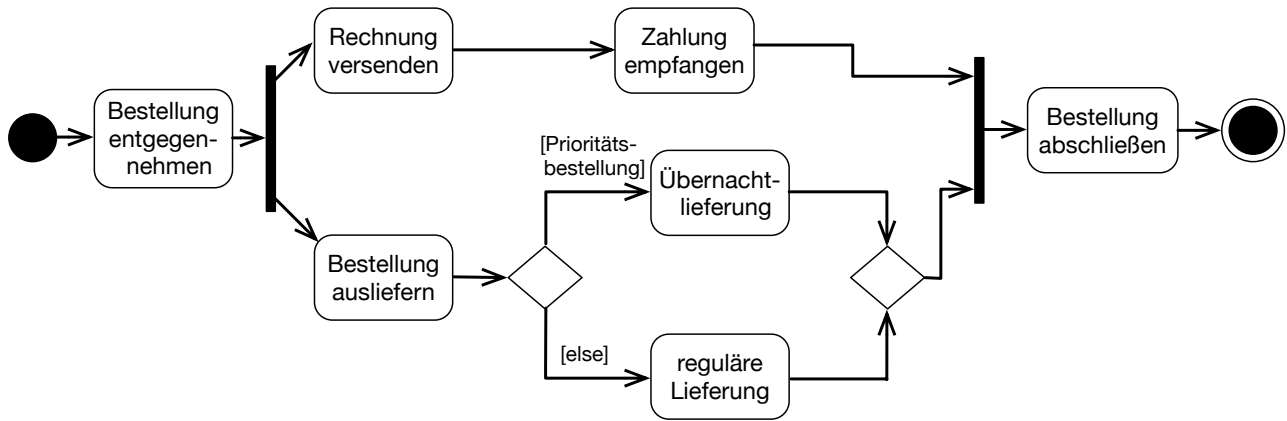 Rechnung
versenden
Zahlung
empfangen
Bestellung
entgegen-
nehmen
Bestellung
abschließen
[Prioritäts-
bestellung]
Übernacht-
lieferung
Bestellung
ausliefern
[else]
reguläre
Lieferung